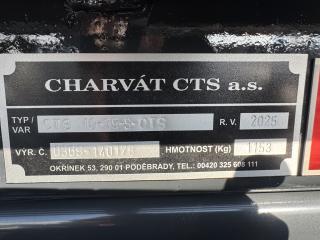 CHARVÁT CTS a.s.
TYP / VAR CTS R. V. 2025
VÝR. Č. HMOTNOST (Kg) 1153
OKŘÍNEK 53, 290 01 PODĚBRADY, TEL.: 00420 325 608 111